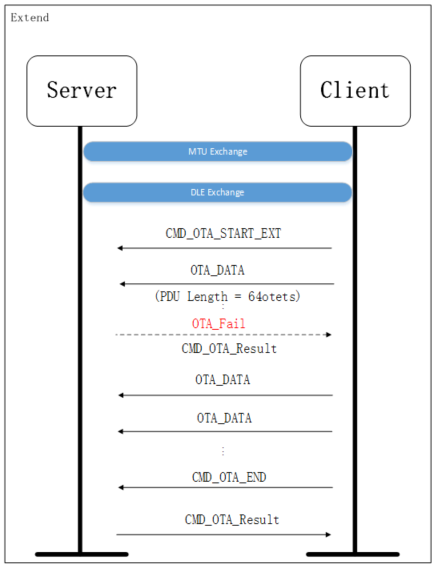 Extend
Server
Client
MTU Exchange
DLE Exchange
CMD_OTA_START_EXT
OTA_DATA
(PDU Length = 64otets)
⋮
OTA_Fail
CMD_OTA_Result
OTA_DATA
OTA_DATA
⋮
CMD_OTA_END
CMD_OTA_Result